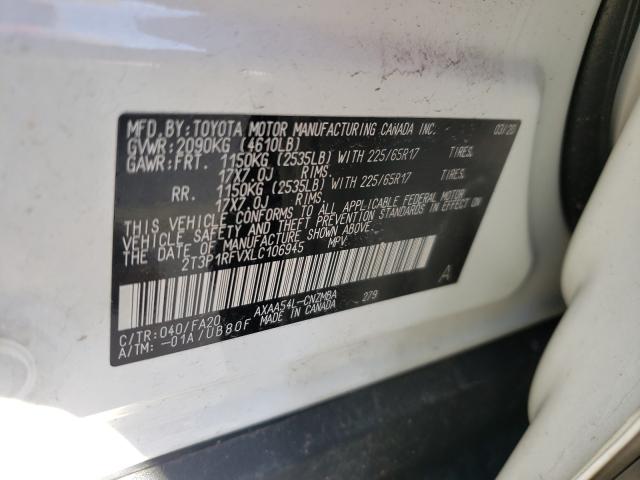 MFD.BY:TOYOTA MOTOR MANUFACTURING CANADA INC. 03/20
GVWR:2090KG (4610LB)
GAWR:FRT. 1150KG (2535LB) WITH 225/65R17 TIRES,
17X7.0J RIMS,
RR. 1150KG (2535LB) WITH 225/65R17 TIRES,
17X7.0J RIMS,
THIS VEHICLE CONFORMS TO ALL APPLICABLE FEDERAL MOTOR
VEHICLE SAFETY AND THEFT PREVENTION STANDARDS IN EFFECT ON
THE DATE OF MANUFACTURE SHOWN ABOVE.
2T3P1RFVXLC106945 MPV
A
AXAA54L-CNZMBA 279
C/TR:040/FA20 MADE IN CANADA
A/TM:-01A/UB80F